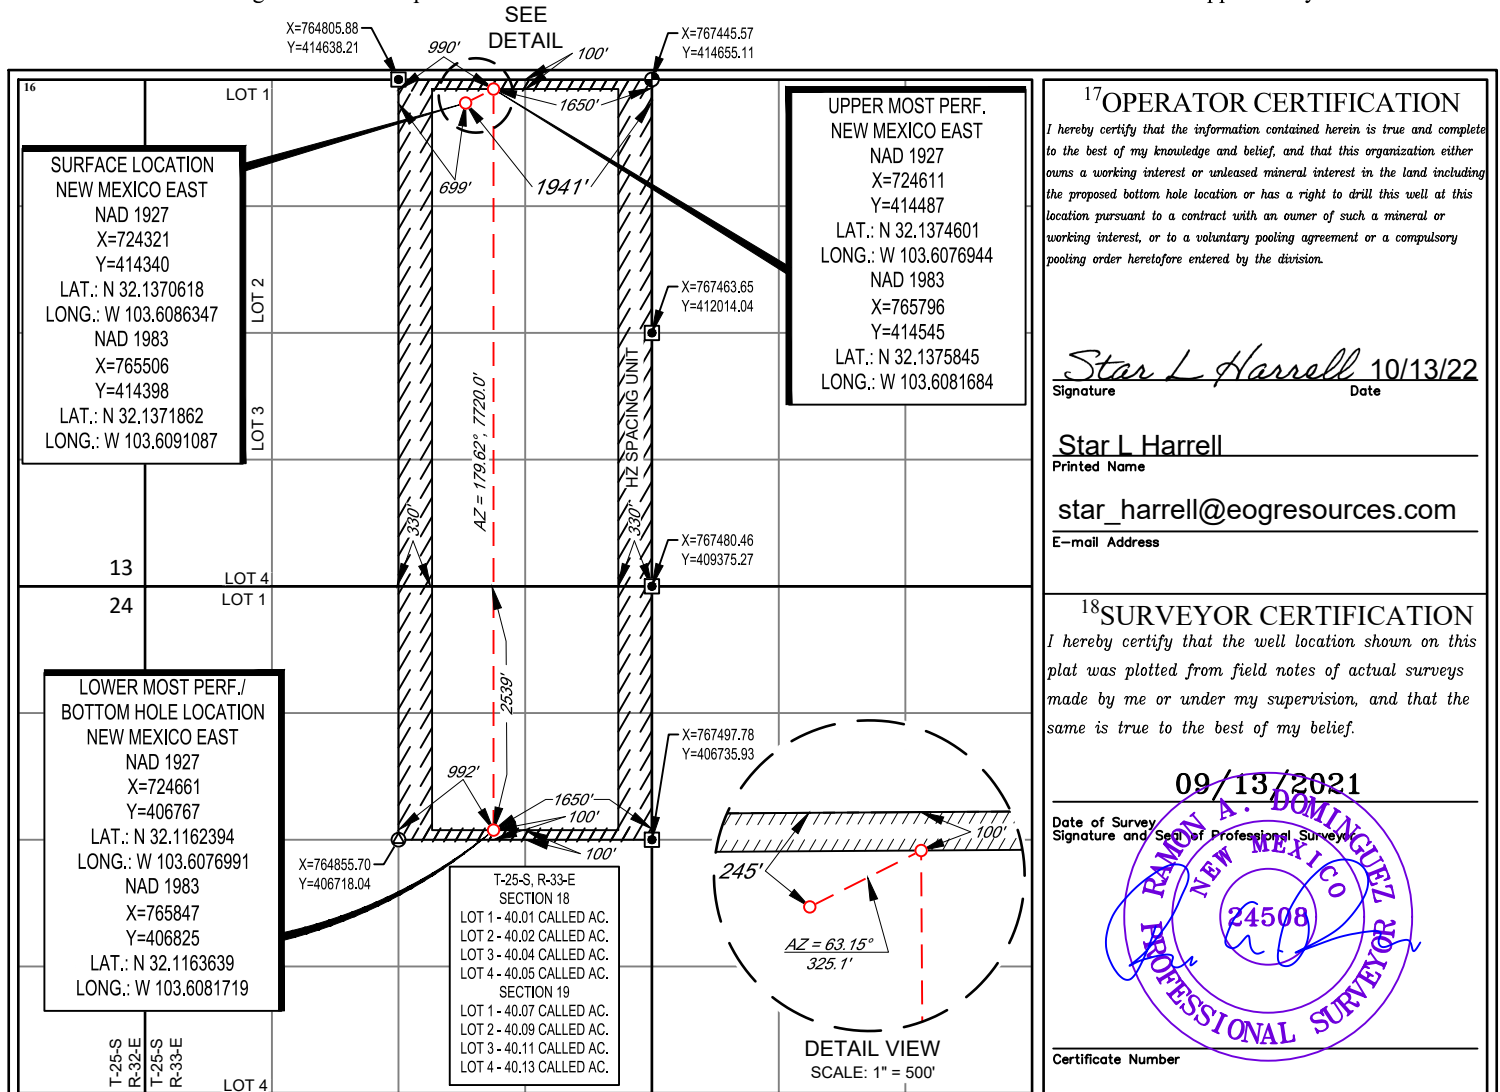 SEE
DETAIL
X=764805.88
Y=414638.21
990'
100'
X=767445.57
Y=414655.11
16
LOT 1
1650'
699'
1941'
SURFACE LOCATION
NEW MEXICO EAST
NAD 1927
X=724321
Y=414340
LAT.: N 32.1370618
LONG.: W 103.6086347
NAD 1983
X=765506
Y=414398
LAT.: N 32.1371862
LONG.: W 103.6091087
UPPER MOST PERF.
NEW MEXICO EAST
NAD 1927
X=724611
Y=414487
LAT.: N 32.1374601
LONG.: W 103.6076944
NAD 1983
X=765796
Y=414545
LAT.: N 32.1375845
LONG.: W 103.6081684
LOT 2
X=767463.65
Y=412014.04
LOT 3
AZ = 179.62°, 7720.0'
HZ SPACING UNIT
330'
330'
X=767480.46
Y=409375.27
13
LOT 4
24
LOT 1
2539'
LOWER MOST PERF./
BOTTOM HOLE LOCATION
NEW MEXICO EAST
NAD 1927
X=724661
Y=406767
LAT.: N 32.1162394
LONG.: W 103.6076991
NAD 1983
X=765847
Y=406825
LAT.: N 32.1163639
LONG.: W 103.6081719
X=767497.78
Y=406735.93
992'
1650'
100'
100'
X=764855.70
Y=406718.04
T-25-S, R-33-E
SECTION 18
LOT 1 - 40.01 CALLED AC.
LOT 2 - 40.02 CALLED AC.
LOT 3 - 40.04 CALLED AC.
LOT 4 - 40.05 CALLED AC.
SECTION 19
LOT 1 - 40.07 CALLED AC.
LOT 2 - 40.09 CALLED AC.
LOT 3 - 40.11 CALLED AC.
LOT 4 - 40.13 CALLED AC.
100'
245'
AZ = 63.15°
325.1'
DETAIL VIEW
SCALE: 1" = 500'
T-25-S
R-32-E
T-25-S
R-33-E
LOT 4
17OPERATOR CERTIFICATION
I hereby certify that the information contained herein is true and complete
to the best of my knowledge and belief, and that this organization either
owns a working interest or unleased mineral interest in the land including
the proposed bottom hole location or has a right to drill this well at this
location pursuant to a contract with an owner of such a mineral or
working interest, or to a voluntary pooling agreement or a compulsory
pooling order heretofore entered by the division.
Star L Harrell 10/13/22
Signature Date
Star L Harrell
Printed Name
star_harrell@eogresources.com
E-mail Address
18SURVEYOR CERTIFICATION
I hereby certify that the well location shown on this
plat was plotted from field notes of actual surveys
made by me or under my supervision, and that the
same is true to the best of my belief.
09/13/2021
Date of Survey
Signature and Seal of Professional Surveyor
RAMON A. DOMINGUEZ
NEW MEXICO
24508
PROFESSIONAL SURVEYOR
Certificate Number